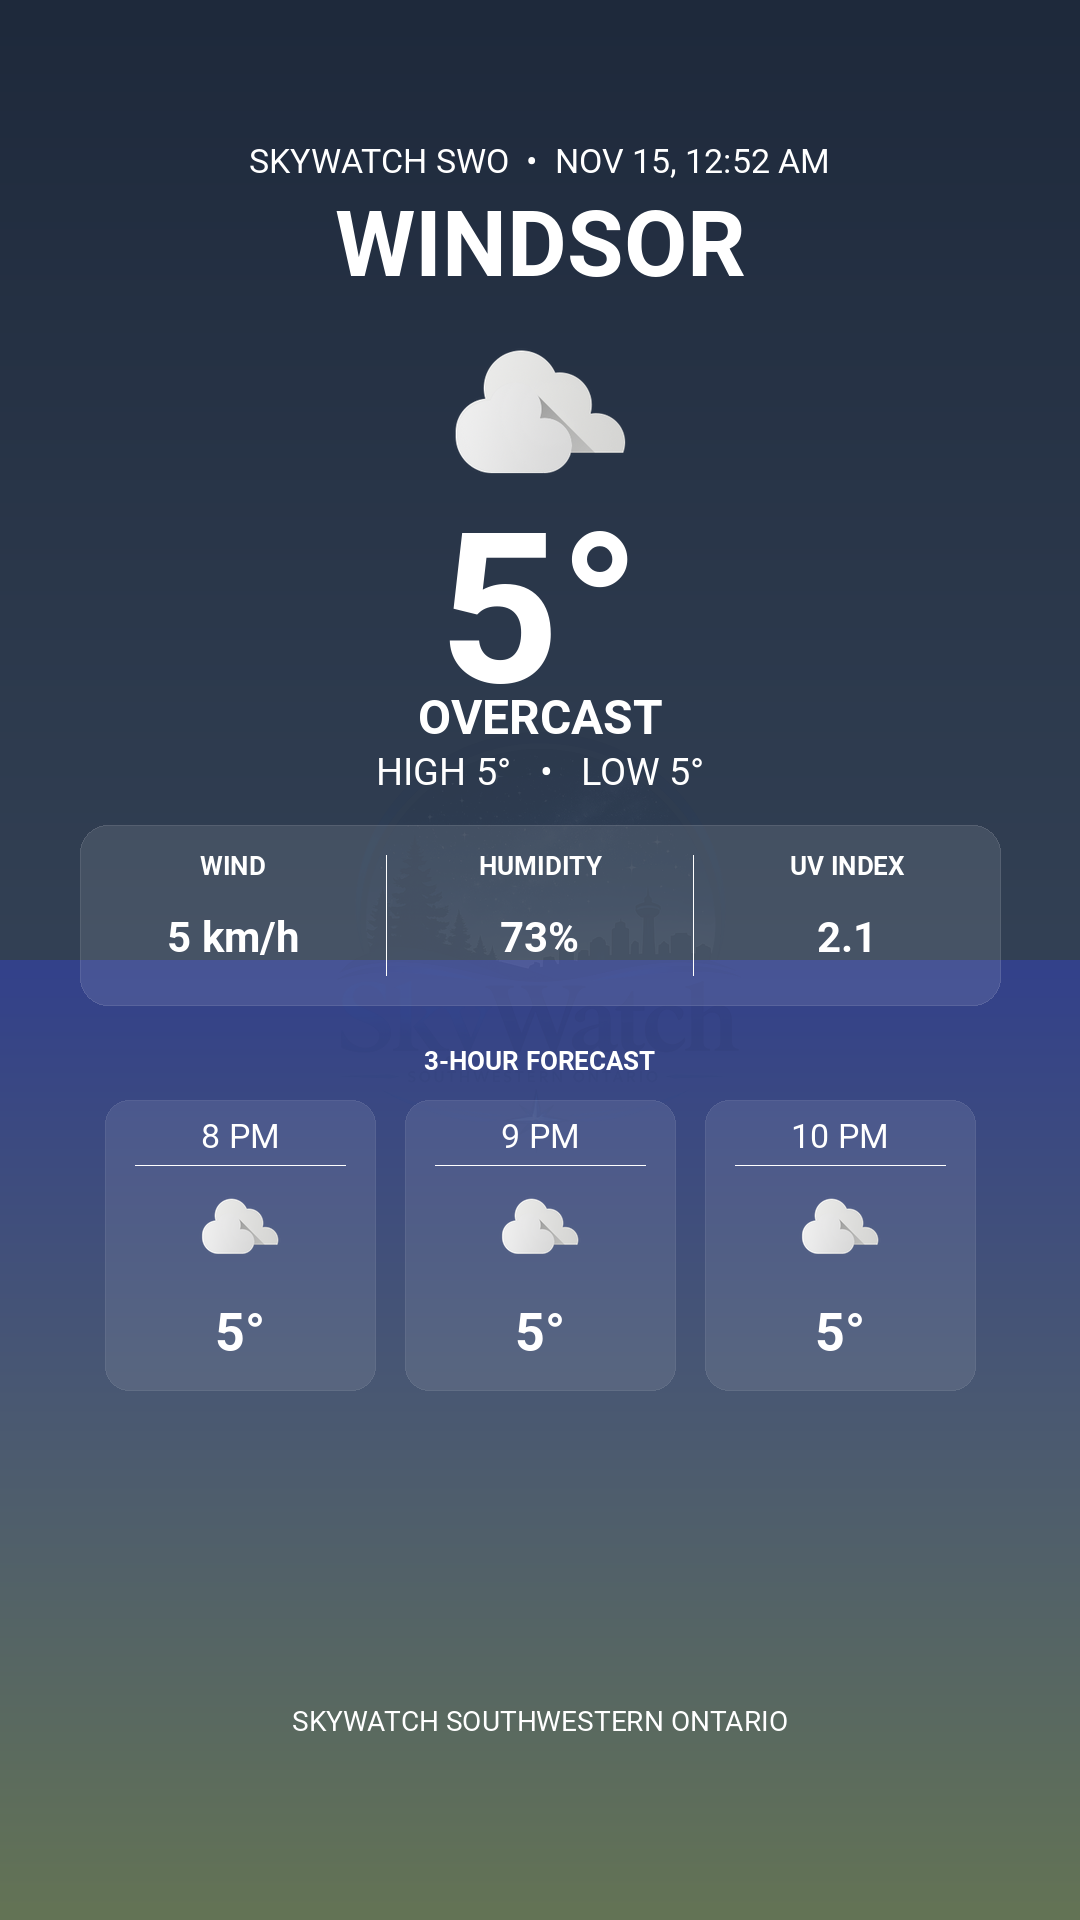 SKYWATCH SWO • NOV 15, 12:52 AM
WINDSOR
5°
OVERCAST
HIGH 5° • LOW 5°
WIND HUMIDITY UV INDEX
5 km/h 73% 2.1
SkyWatch
3-HOUR FORECAST
8 PM 9 PM 10 PM
5° 5° 5°
SKYWATCH SOUTHWESTERN ONTARIO